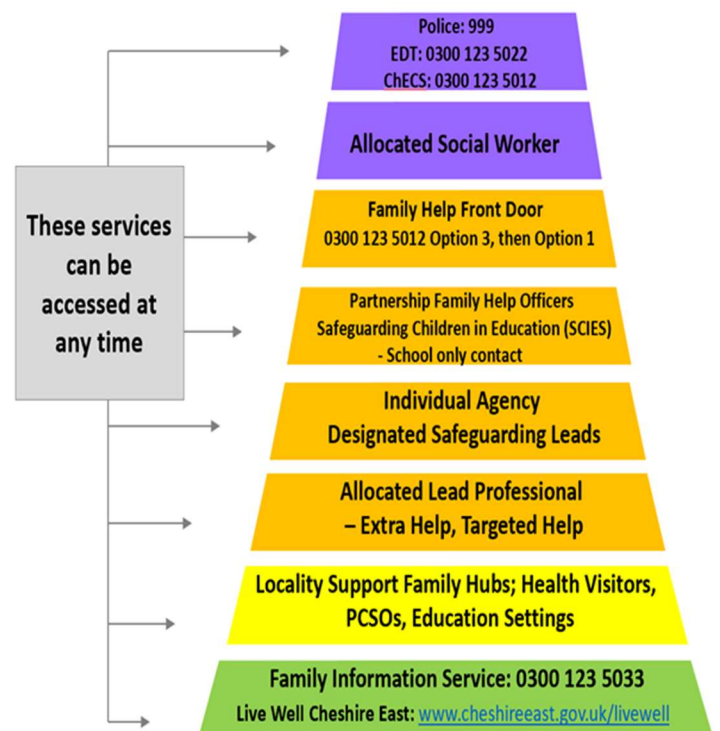 Police: 999
EDT: 0300 123 5022
ChECS: 0300 123 5012
Allocated Social Worker
These services
can be
accessed at
any time
Family Help Front Door
0300 123 5012 Option 3, then Option 1
Partnership Family Help Officers
Safeguarding Children in Education (SCIES)
- School only contact
Individual Agency
Designated Safeguarding Leads
Allocated Lead Professional
– Extra Help, Targeted Help
Locality Support Family Hubs; Health Visitors,
PCSOs, Education Settings
Family Information Service: 0300 123 5033
Live Well Cheshire East: www.cheshireeast.gov.uk/livewell